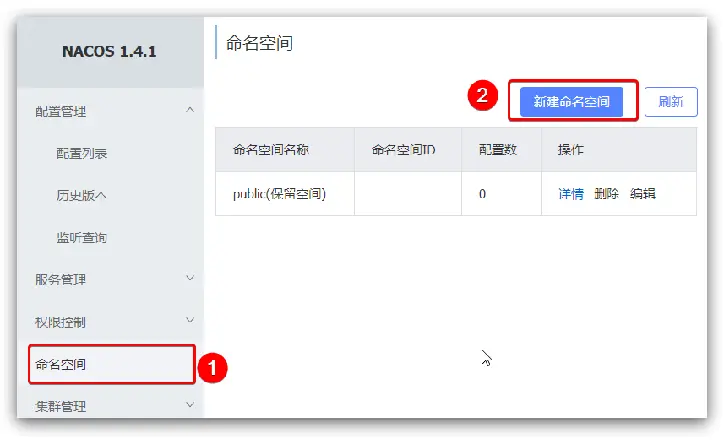 NACOS 1.4.1
配置管理
配置列表
历史版本
监听查询
服务管理
权限控制
命名空间
1
集群管理
命名空间
2
新建命名空间
刷新
命名空间名称 命名空间ID 配置数 操作
public(保留空间) 0 详情 删除 编辑